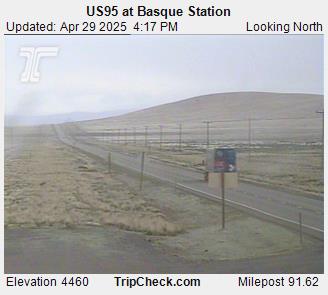 US95 at Basque Station
Updated: Apr 29 2025 4:17 PM Looking North
Elevation 4460 TripCheck.com Milepost 91.62